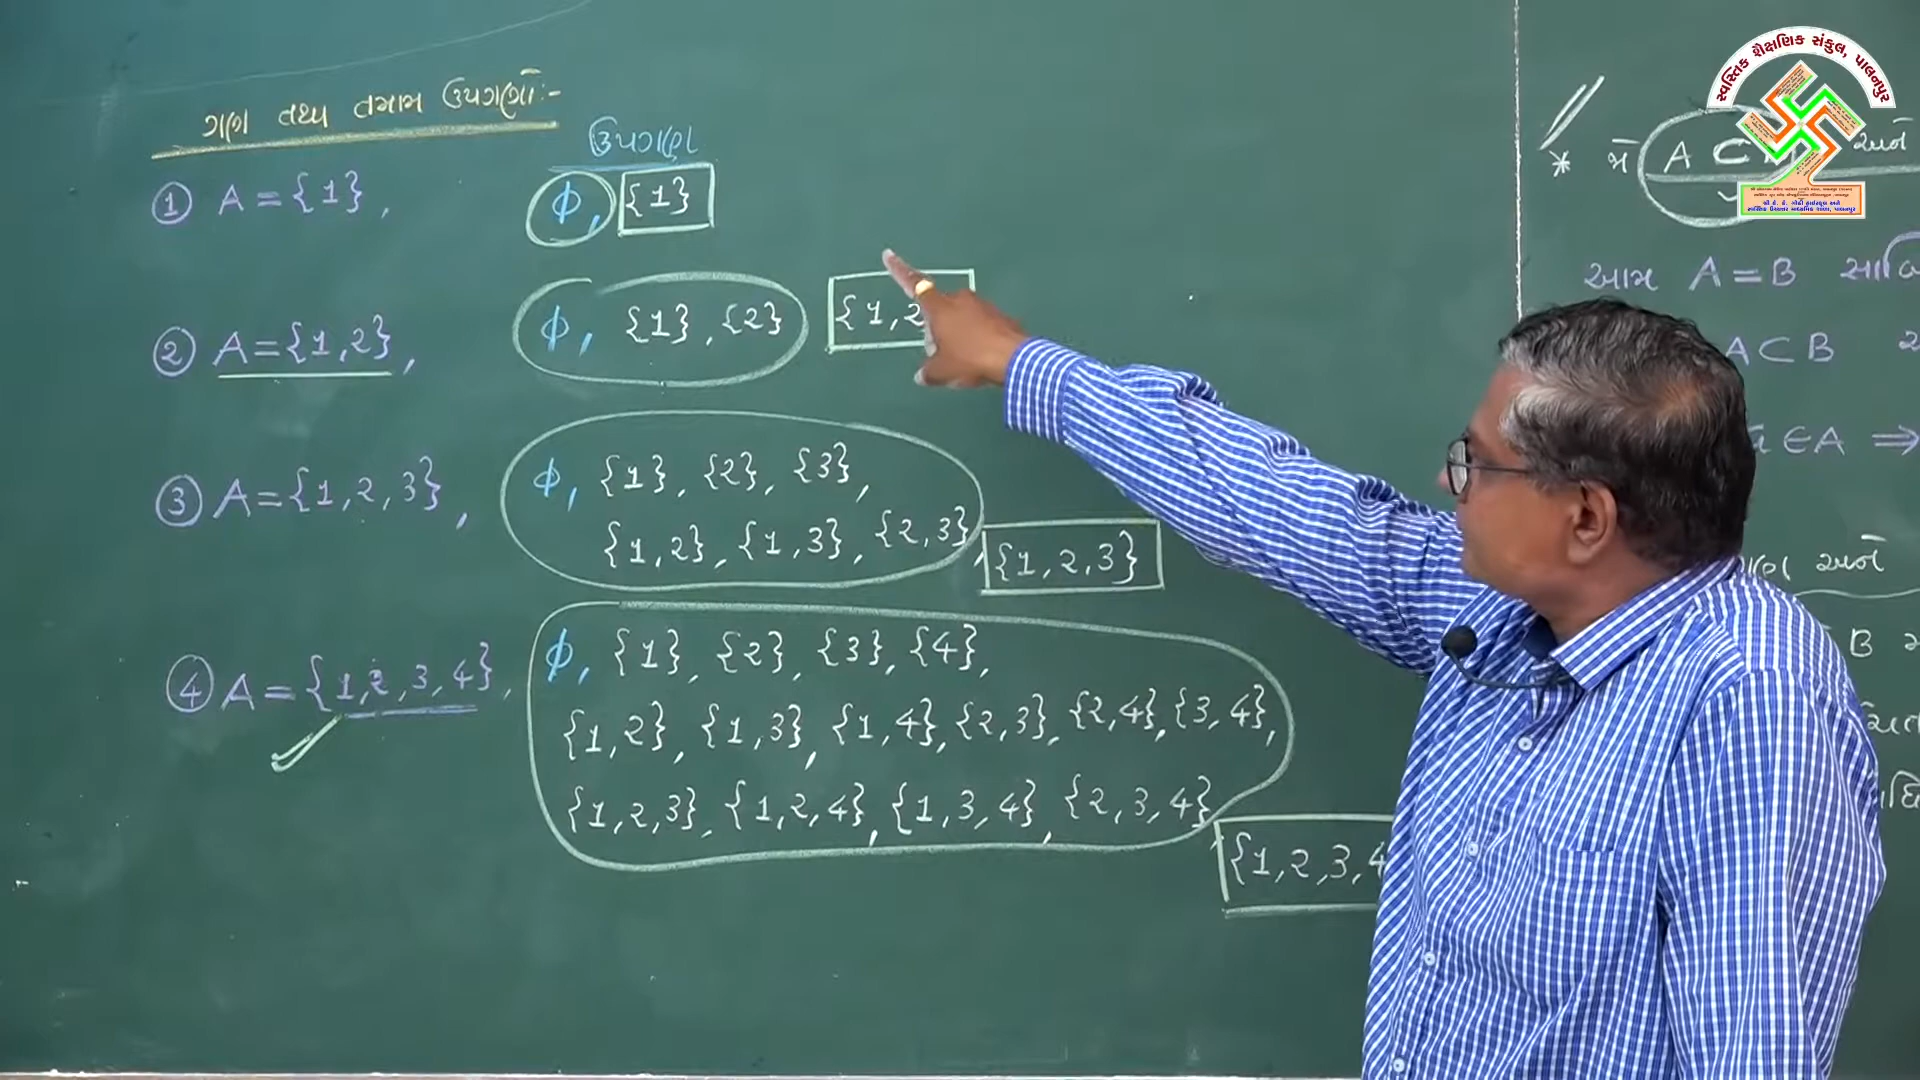 ગણ તથા તમામ ઉપગણો:-
ઉપગણ
① A = {1}, ϕ, {1}
② A = {1,2}, ϕ, {1}, {2} {1,2
③ A = {1,2,3}, ϕ, {1}, {2}, {3},
{1,2}, {1,3}, {2,3}, {1,2,3}
④ A = {1,2,3,4}, ϕ, {1}, {2}, {3}, {4},
{1,2}, {1,3}, {1,4}, {2,3}, {2,4}, {3,4},
{1,2,3}, {1,2,4}, {1,3,4}, {2,3,4},
{1,2,3,4
સ્વસ્તિક શૈક્ષણિક સંકુલ, પાલનપુર
* જો A ⊂ અને
આમ A = B
A ⊂ B
∈ A ⇒
અને
B